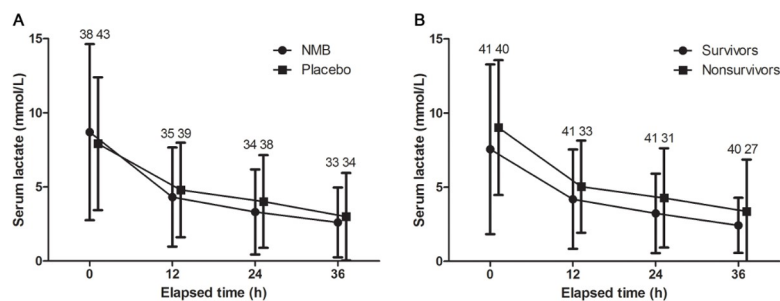 A
15
10
5
0
Serum lactate (mmol/L)
38 43
35 39
34 38
33 34
NMB
Placebo
0 12 24 36
Elapsed time (h)
B
15
10
5
0
Serum lactate (mmol/L)
41 40
41 33
41 31
40 27
Survivors
Nonsurvivors
0 12 24 36
Elapsed time (h)